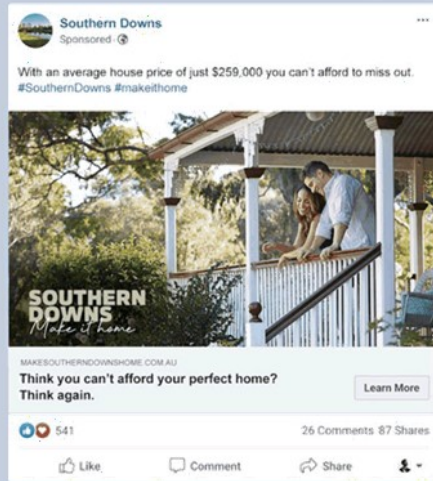 Southern Downs
Sponsored
With an average house price of just $259,000 you can't afford to miss out.
#SouthernDowns #makeithome
SOUTHERN
DOWNS
Make it home
MAKESOUTHERNDOWNSHOME.COM.AU
Think you can't afford your perfect home?
Think again.
Learn More
541
26 Comments 87 Shares
Like
Comment
Share